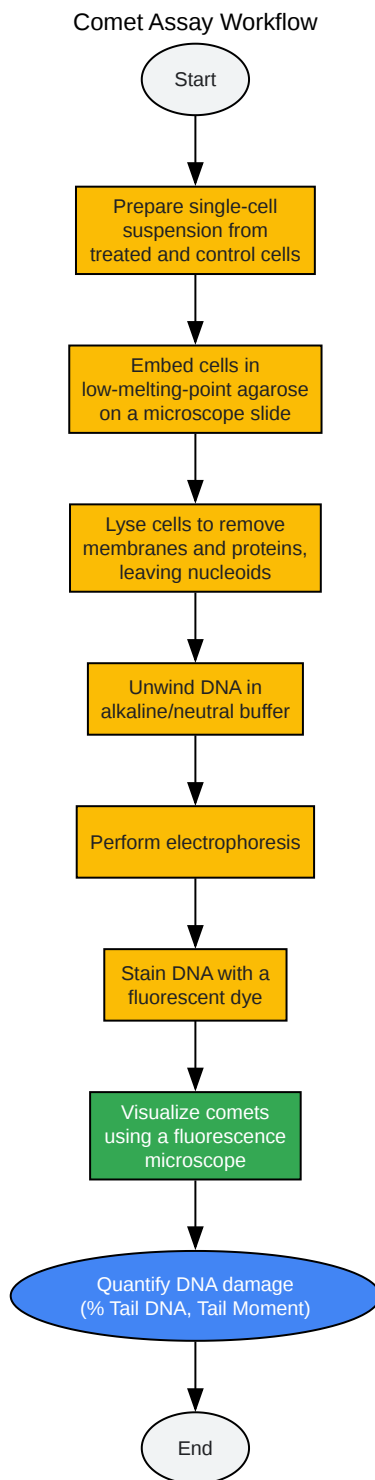 Comet Assay Workflow
Start
Prepare single-cell
suspension from
treated and control cells
Embed cells in
low-melting-point agarose
on a microscope slide
Lyse cells to remove
membranes and proteins,
leaving nucleoids
Unwind DNA in
alkaline/neutral buffer
Perform electrophoresis
Stain DNA with a
fluorescent dye
Visualize comets
using a fluorescence
microscope
Quantify DNA damage
(% Tail DNA, Tail Moment)
End